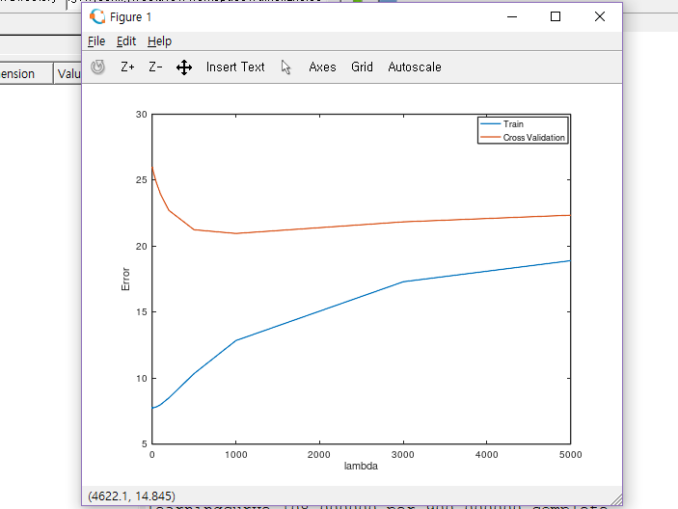 Figure 1
File Edit Help
ension Valu
Z+ Z- Insert Text Axes Grid Autoscale
Train
Cross Validation
30
25
20
15
10
5
Error
0 1000 2000 3000 4000 5000
lambda
(4622.1, 14.845)